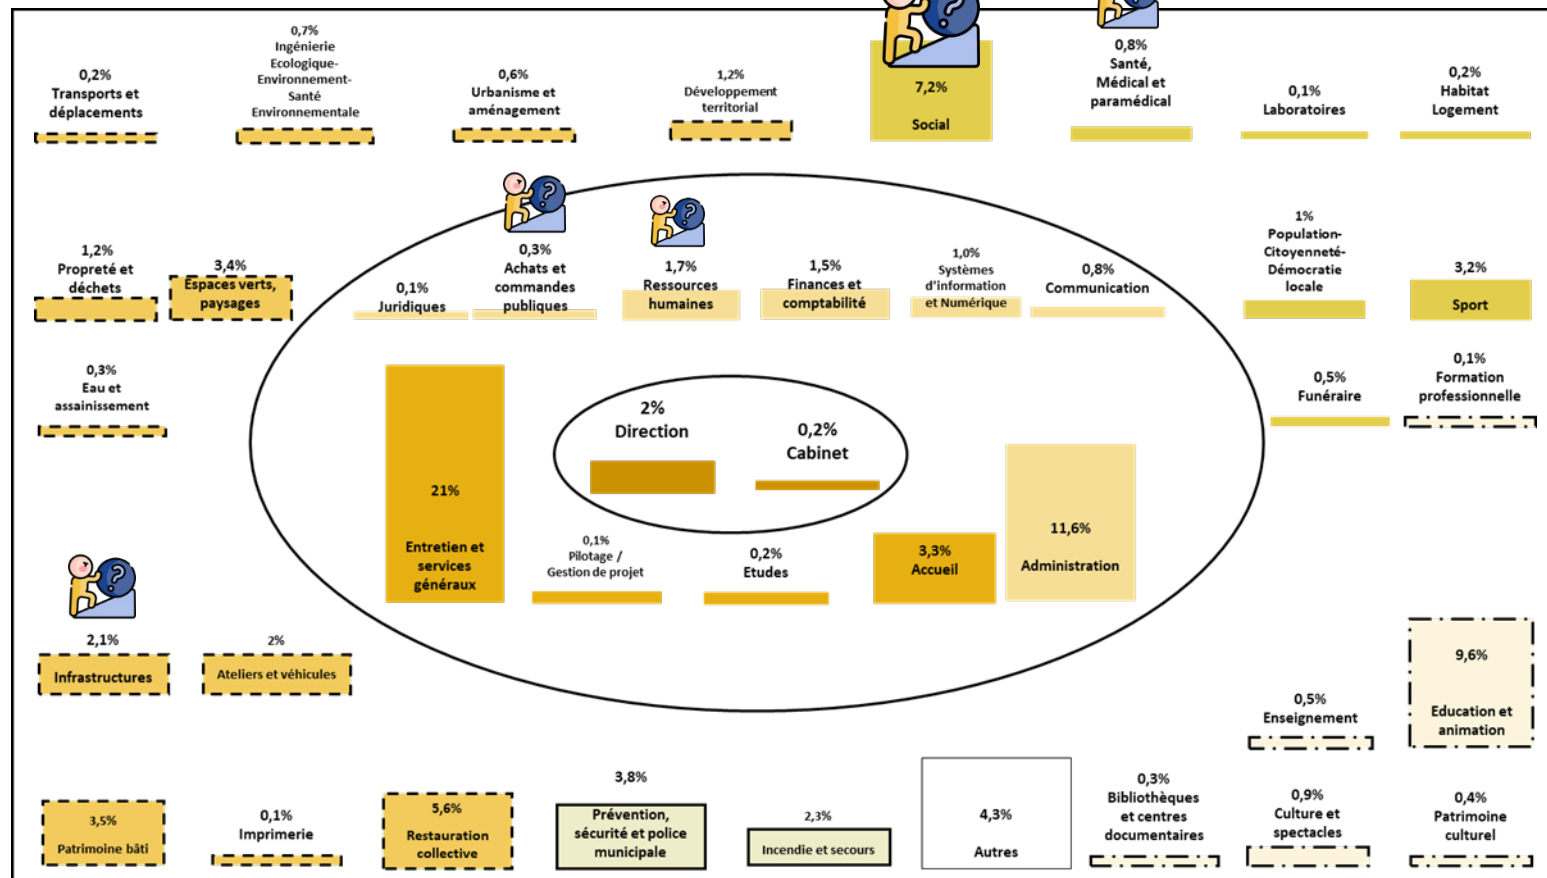 0,2%
Transports et
déplacements
0,7%
Ingénierie
Ecologique-
Environnement-
Santé
Environnementale
0,6%
Urbanisme et
aménagement
1,2%
Développement
territorial
7,2%
Social
0,8%
Santé,
Médical et
paramédical
0,1%
Laboratoires
0,2%
Habitat
Logement
1,2%
Propreté et
déchets
3,4%
Espaces verts,
paysages
0,1%
Juridiques
0,3%
Achats et
commandes
publiques
1,7%
Ressources
humaines
1,5%
Finances et
comptabilité
1,0%
Systèmes
d'information
et Numérique
0,8%
Communication
1%
Population-
Citoyenneté-
Démocratie
locale
3,2%
Sport
0,3%
Eau et
assainissement
2%
Direction
0,2%
Cabinet
0,5%
Funéraire
0,1%
Formation
professionnelle
21%
Entretien et
services
généraux
0,1%
Pilotage /
Gestion de projet
0,2%
Etudes
3,3%
Accueil
11,6%
Administration
2,1%
Infrastructures
2%
Ateliers et véhicules
0,5%
Enseignement
9,6%
Education et
animation
3,5%
Patrimoine bâti
0,1%
Imprimerie
5,6%
Restauration
collective
3,8%
Prévention,
sécurité et police
municipale
2,3%
Incendie et secours
4,3%
Autres
0,3%
Bibliothèques
et centres
documentaires
0,9%
Culture et
spectacles
0,4%
Patrimoine
culturel
?
?
?
?
?